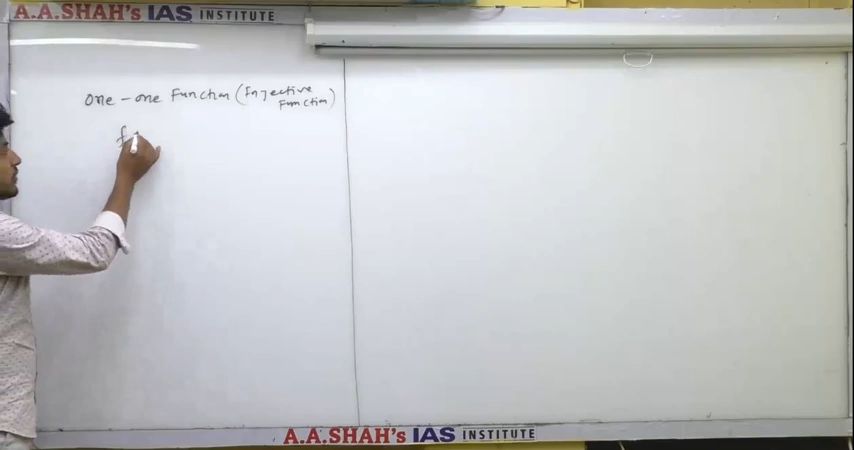 A.A.SHAH's IAS INSTITUTE
One-one Function (Injective
Function)
f
A.A.SHAH's IAS INSTITUTE